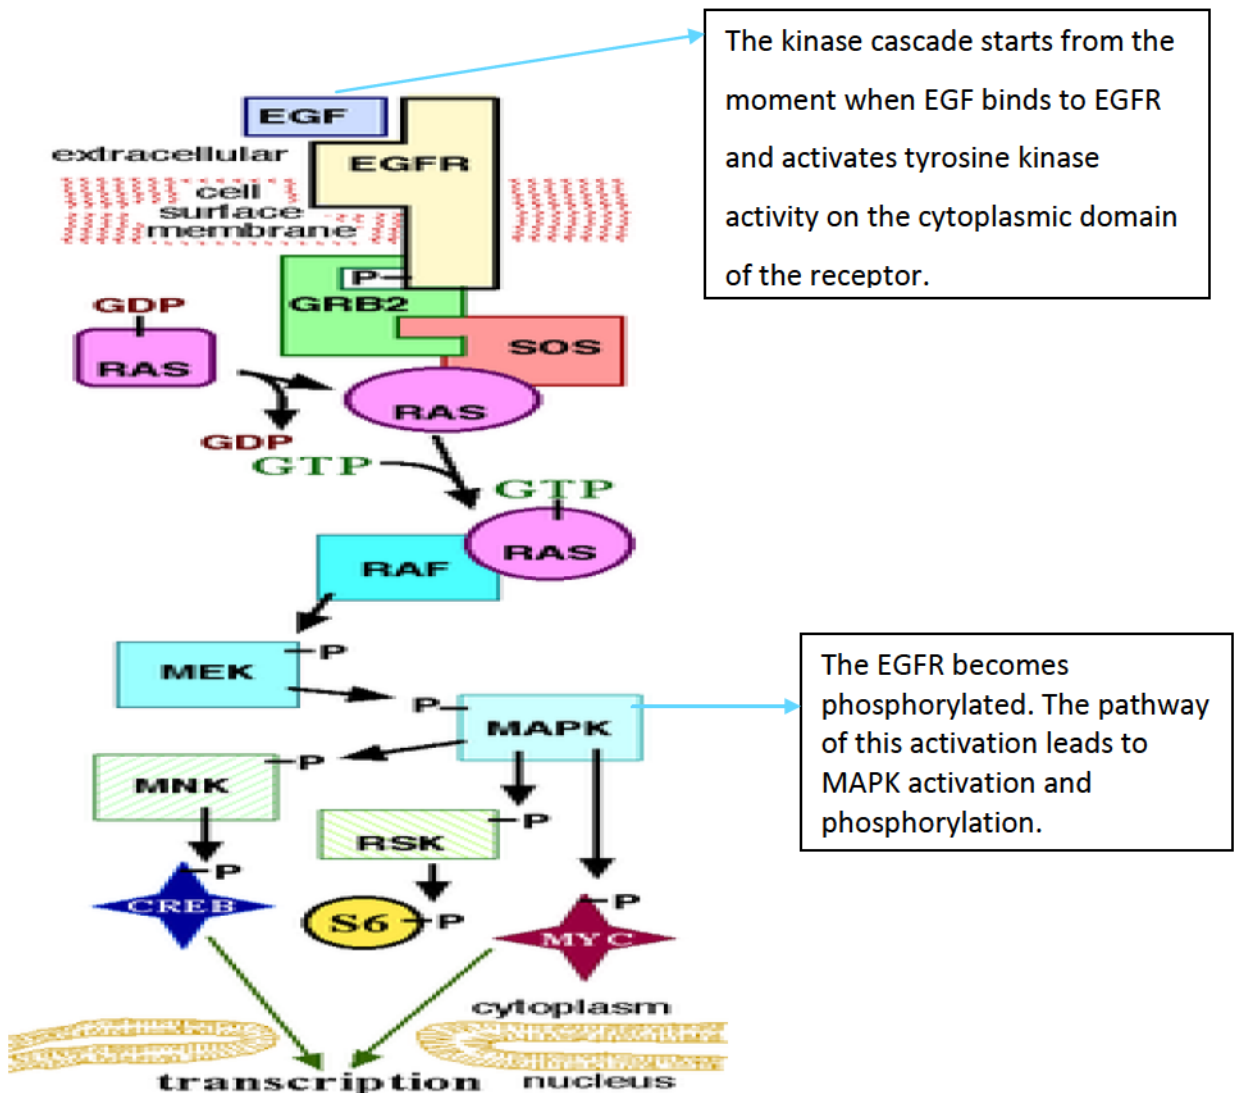 The kinase cascade starts from the
moment when EGF binds to EGFR
and activates tyrosine kinase
activity on the cytoplasmic domain
of the receptor.
EGF
extracellular
EGFR
cell
surface
membrane
P
GRB2
GDP
RAS
SOS
RAS
GDP
GTP
GTP
RAS
RAF
P
MEK
The EGFR becomes
phosphorylated. The pathway
of this activation leads to
MAPK activation and
phosphorylation.
P
MAPK
P
MNK
P
RSK
P
CREB
S6
P
P
MYC
cytoplasm
transcription
nucleus